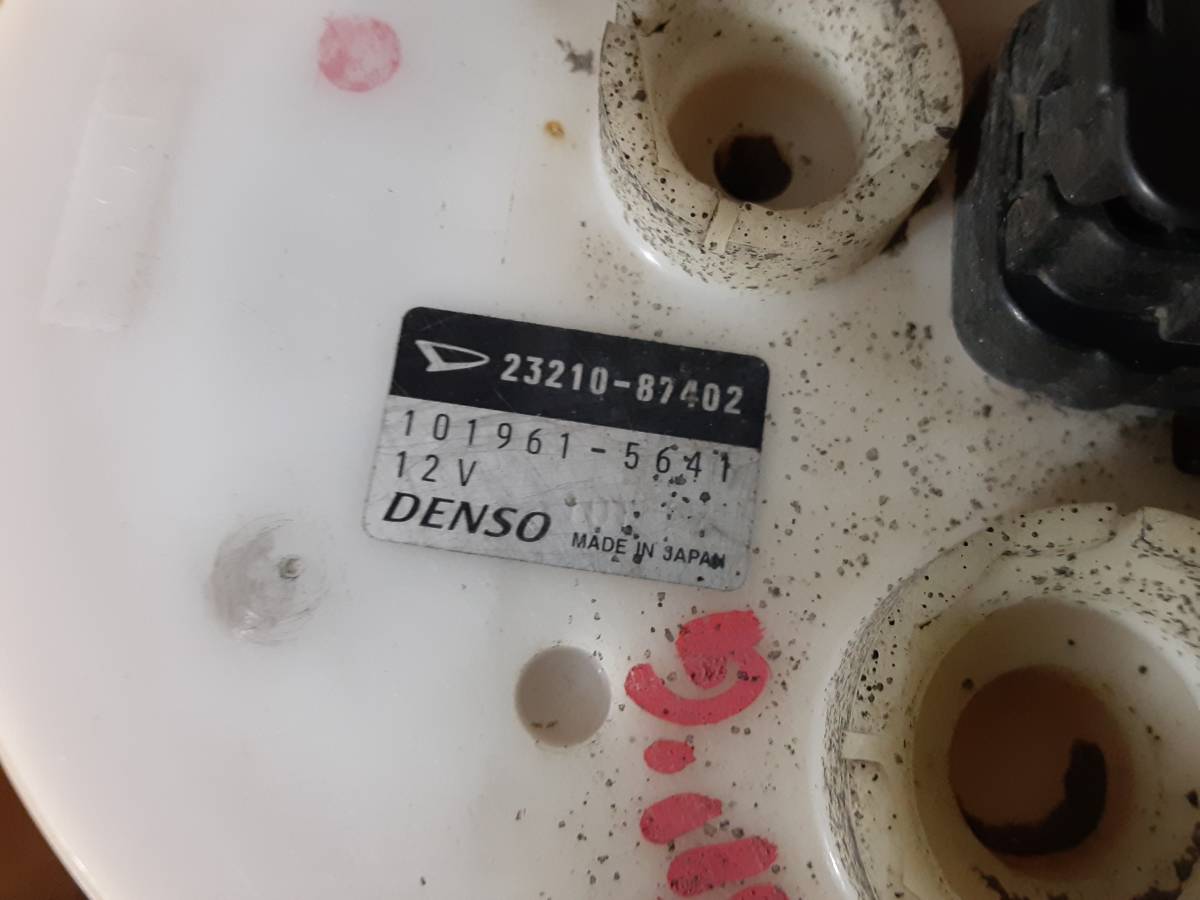 23210-87402
101961-5641
12V
DENSO MADE IN JAPAN